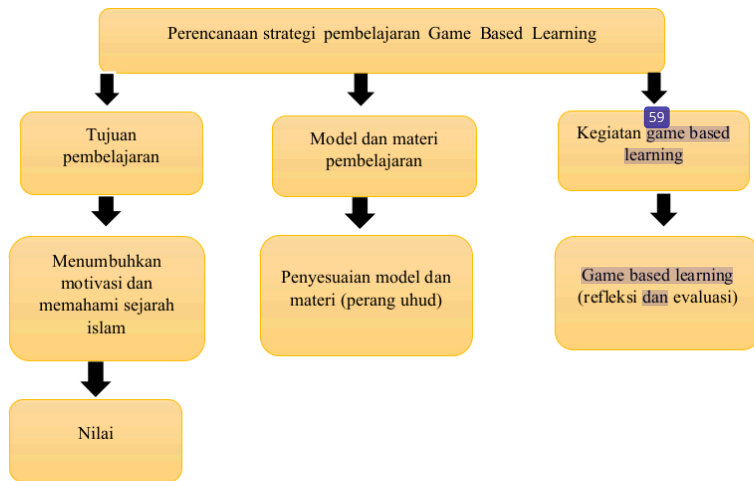 Perencanaan strategi pembelajaran Game Based Learning
Tujuan
pembelajaran
Model dan materi
pembelajaran
59
Kegiatan game based
learning
Menumbuhkan
motivasi dan
memahami sejarah
islam
Penyesuaian model dan
materi (perang uhud)
Game based learning
(refleksi dan evaluasi)
Nilai